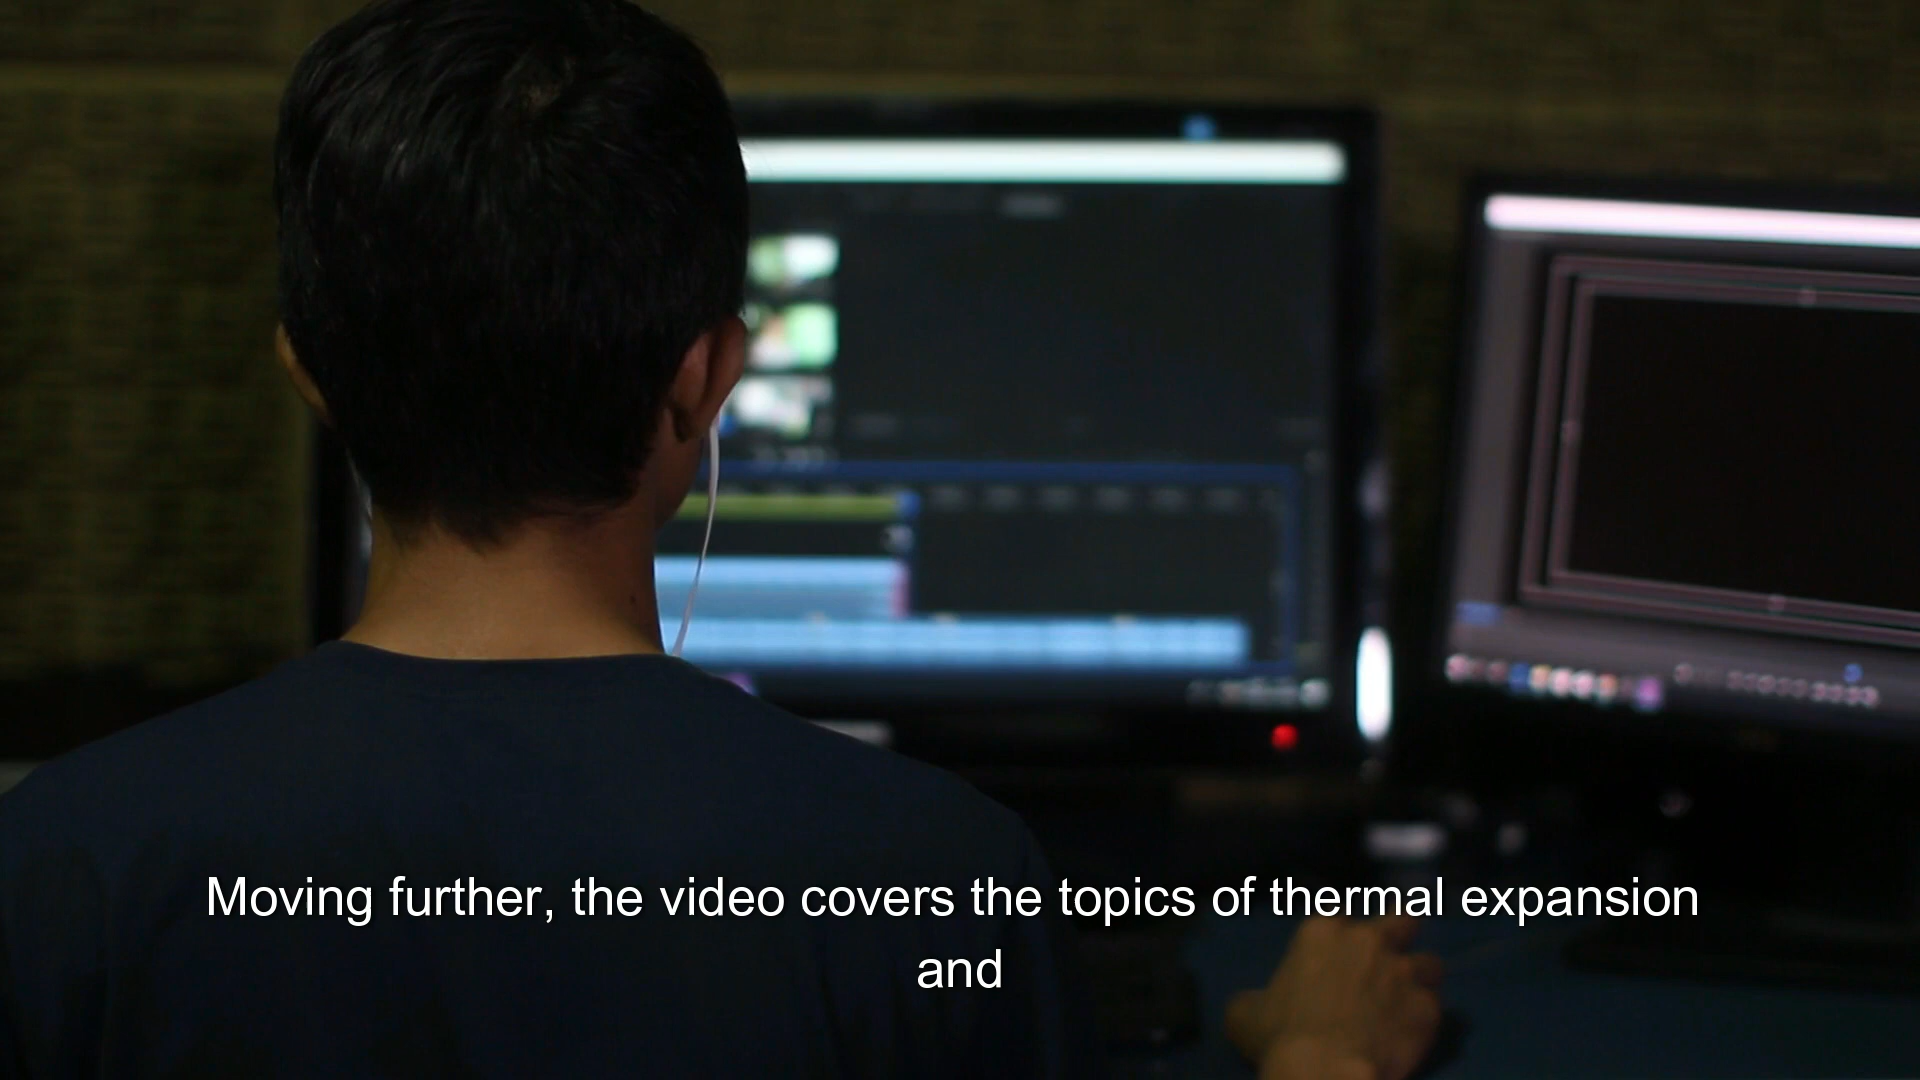 Moving further, the video covers the topics of thermal expansion
and